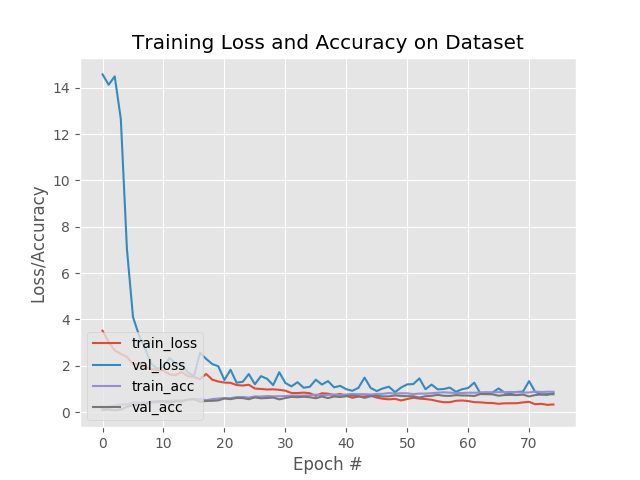 Training Loss and Accuracy on Dataset
Loss/Accuracy
14
12
10
8
6
4
2
0
train_loss
val_loss
train_acc
val_acc
0 10 20 30 40 50 60 70
Epoch #